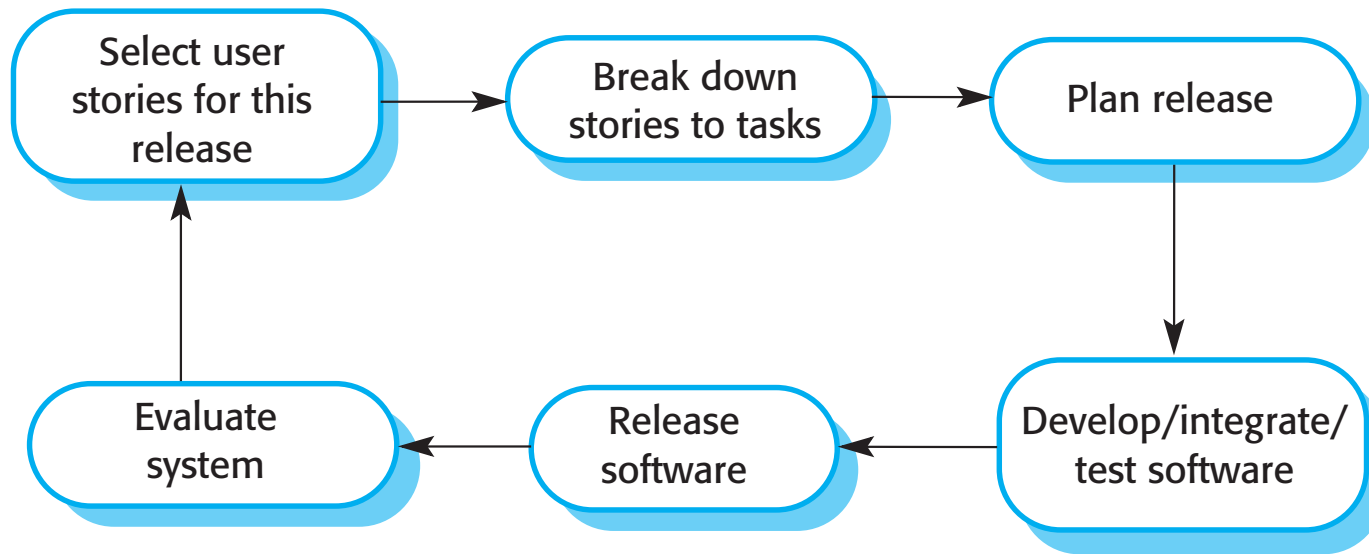 Select user
stories for this
release
Break down
stories to tasks
Plan release
Evaluate
system
Release
software
Develop/integrate/
test software